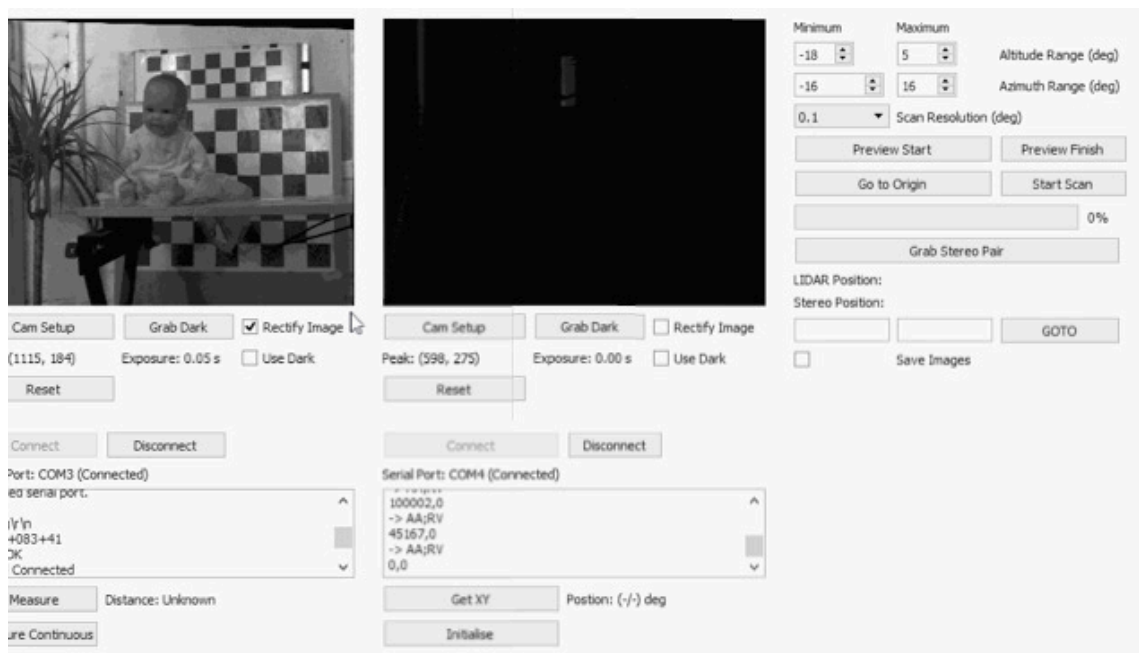 Minimum Maximum
-18 5 Altitude Range (deg)
-16 16 Azimuth Range (deg)
0.1 Scan Resolution (deg)
Preview Start Preview Finish
Go to Origin Start Scan
0%
Grab Stereo Pair
LIDAR Position:
Stereo Position:
GOTO
Save Images
Cam Setup Grab Dark Rectify Image
(1115, 184) Exposure: 0.05 s Use Dark
Reset
Connect Disconnect
Port: COM3 (Connected)
ed serial port.
\r\n
+083+41
OK
Connected
Measure Distance: Unknown
ure Continuous
Cam Setup Grab Dark Rectify Image
Peak: (598, 275) Exposure: 0.00 s Use Dark
Reset
Connect Disconnect
Serial Port: COM4 (Connected)
100002,0
-> AA;RV
45167,0
-> AA;RV
0,0
Get XY Postion: (-/-) deg
Initialise